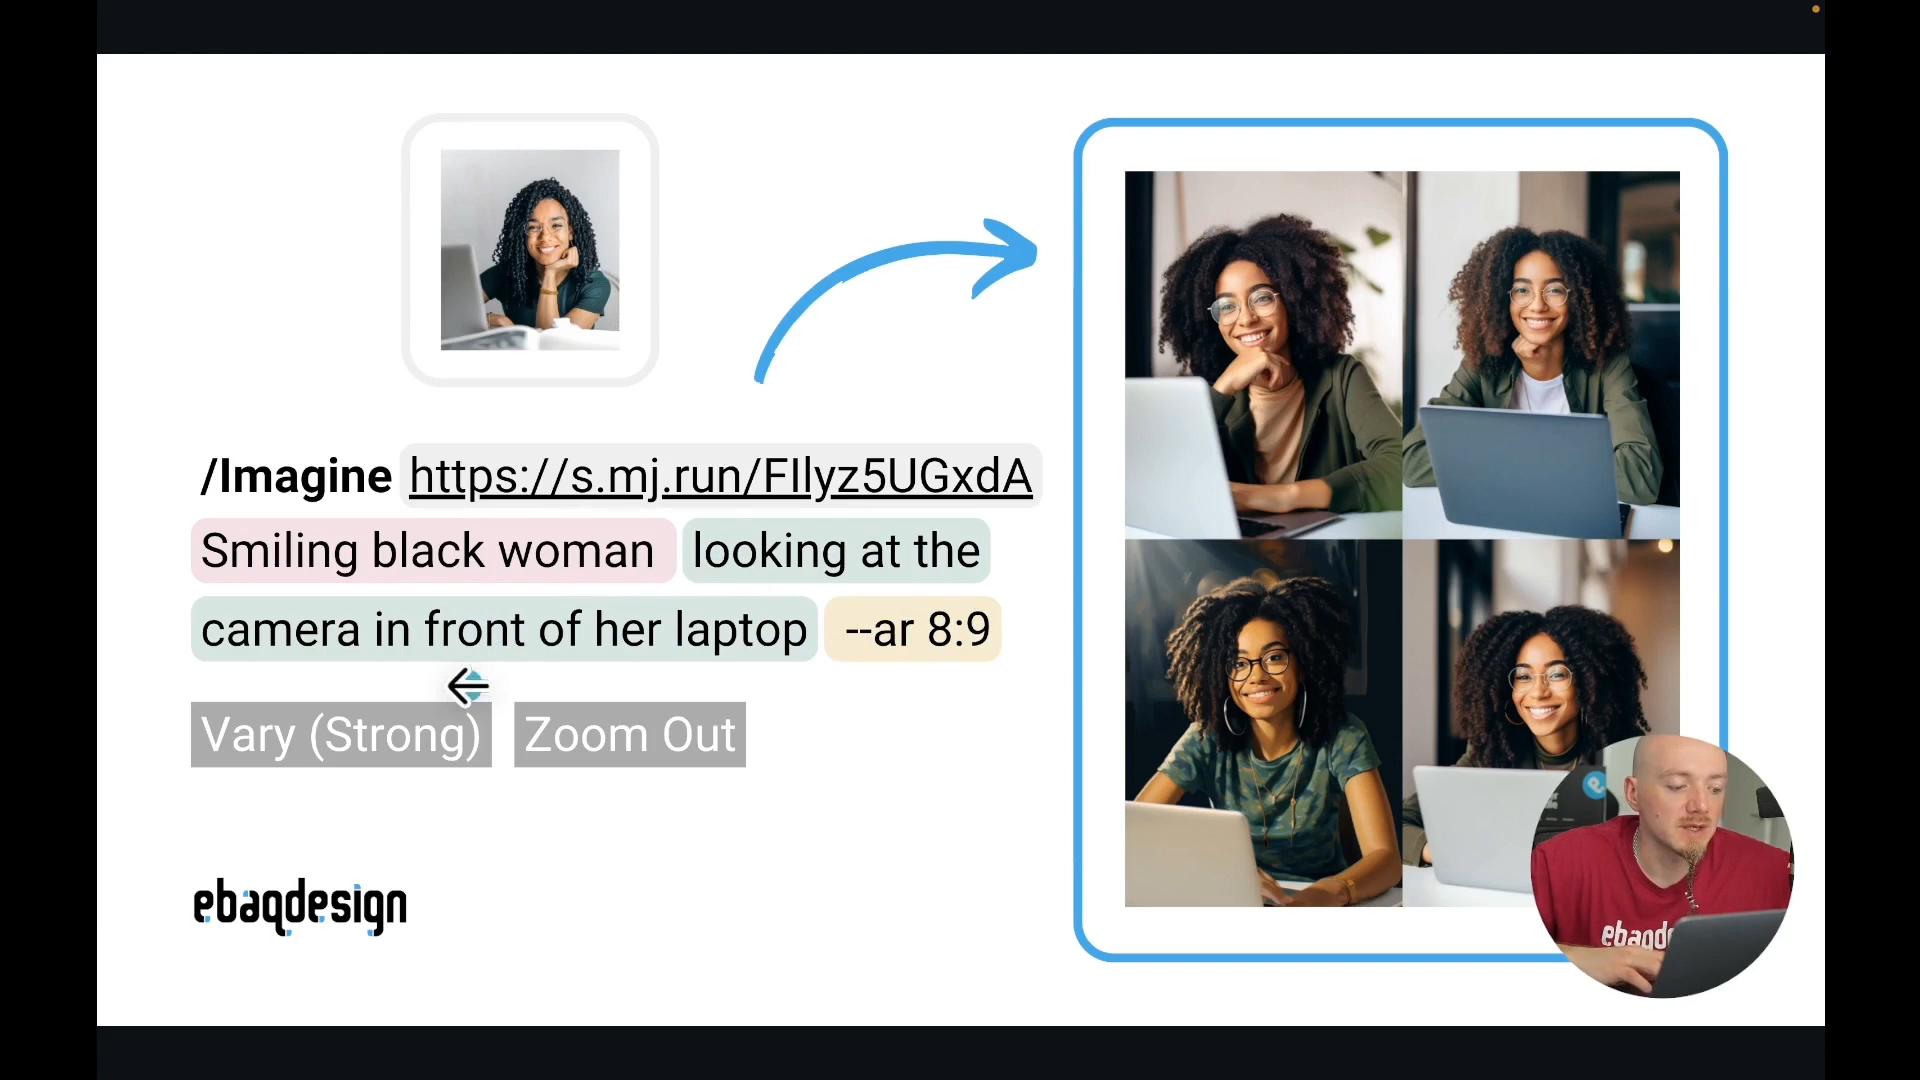 /Imagine https://s.mj.run/FIlyz5UGxdA
Smiling black woman looking at the
camera in front of her laptop --ar 8:9
Vary (Strong) Zoom Out
ebaqdesign
ebaqde